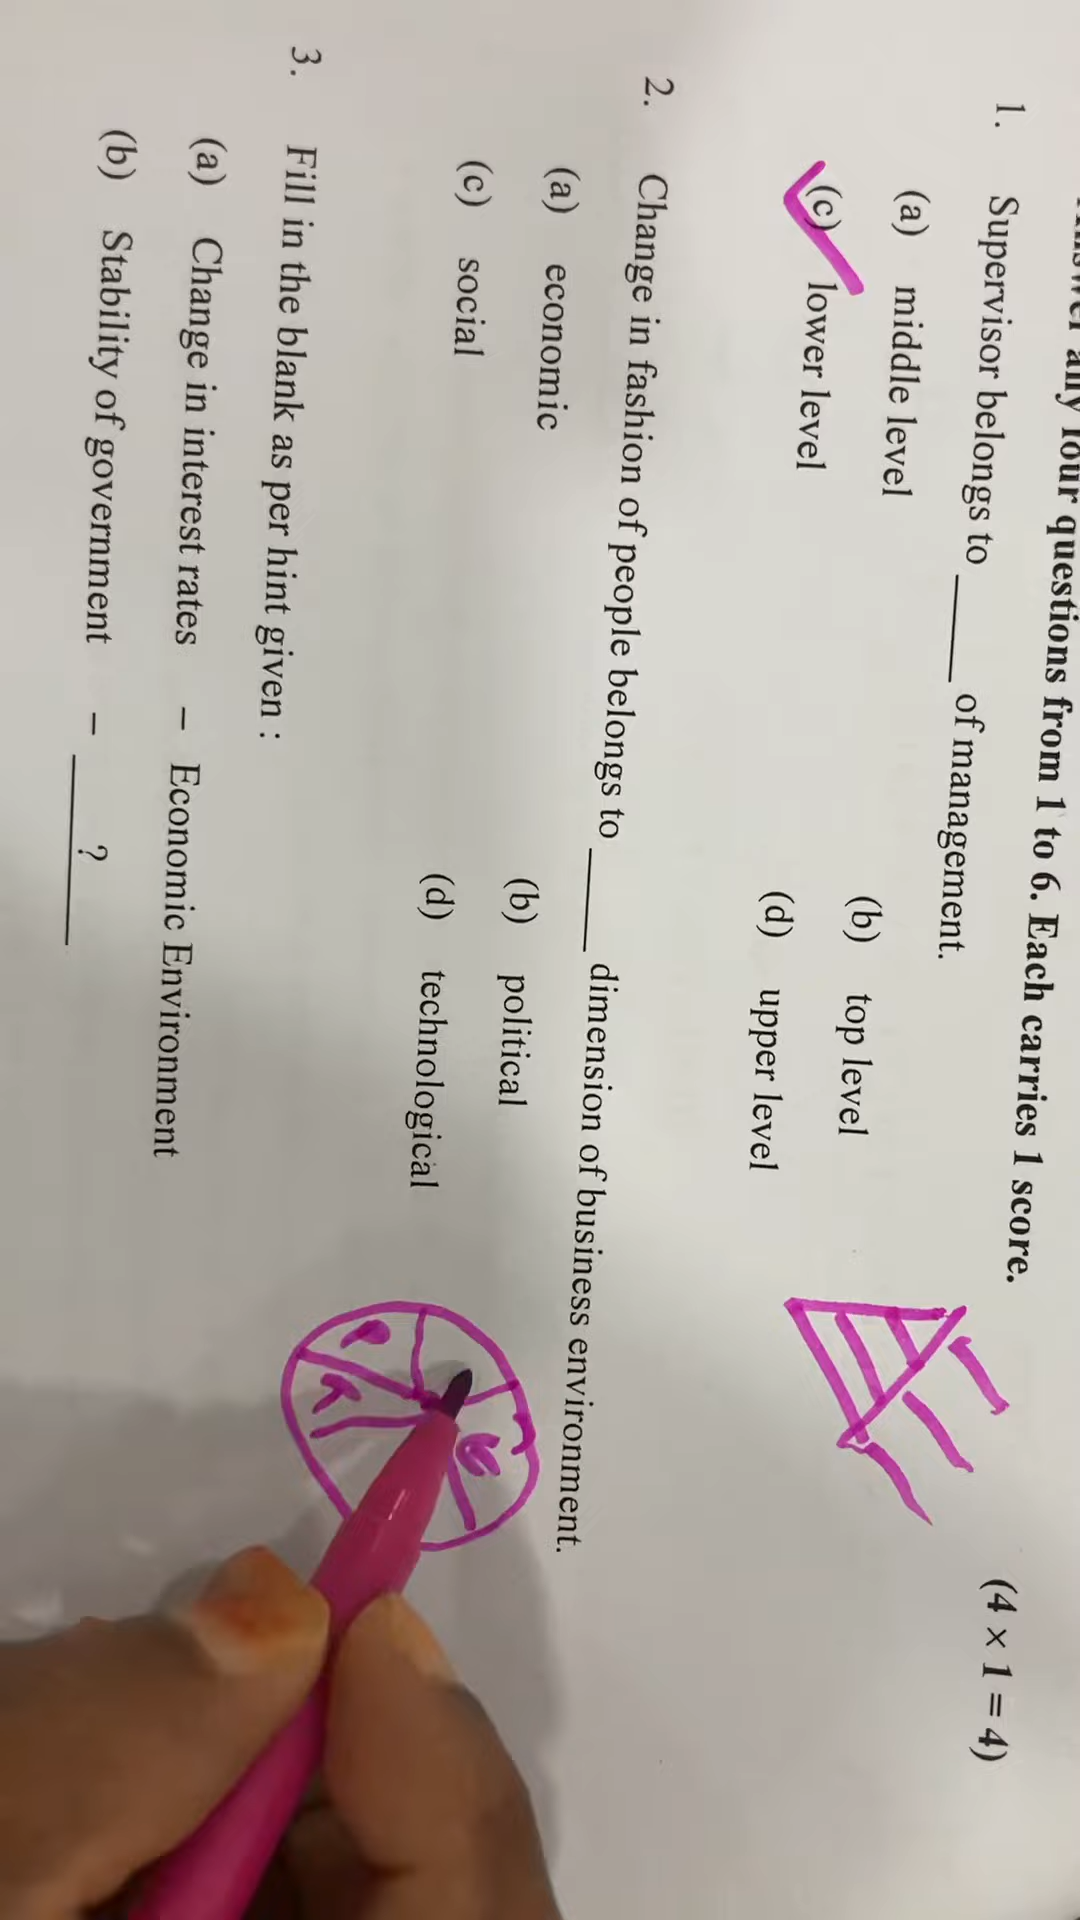 any four questions from 1 to 6. Each carries 1 score. (4 × 1 = 4)
1. Supervisor belongs to ______ of management.
(a) middle level (b) top level
(c) lower level (d) upper level
2. Change in fashion of people belongs to ______ dimension of business environment.
(a) economic (b) political
(c) social (d) technological
3. Fill in the blank as per hint given :
(a) Change in interest rates – Economic Environment
(b) Stability of government – ___?___